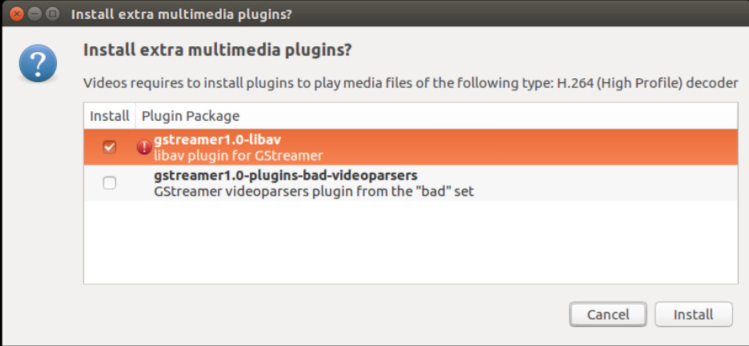 Install extra multimedia plugins?
Install extra multimedia plugins?
Videos requires to install plugins to play media files of the following type: H.264 (High Profile) decoder
Install Plugin Package
gstreamer1.0-libav
libav plugin for GStreamer
gstreamer1.0-plugins-bad-videoparsers
GStreamer videoparsers plugin from the "bad" set
Cancel Install